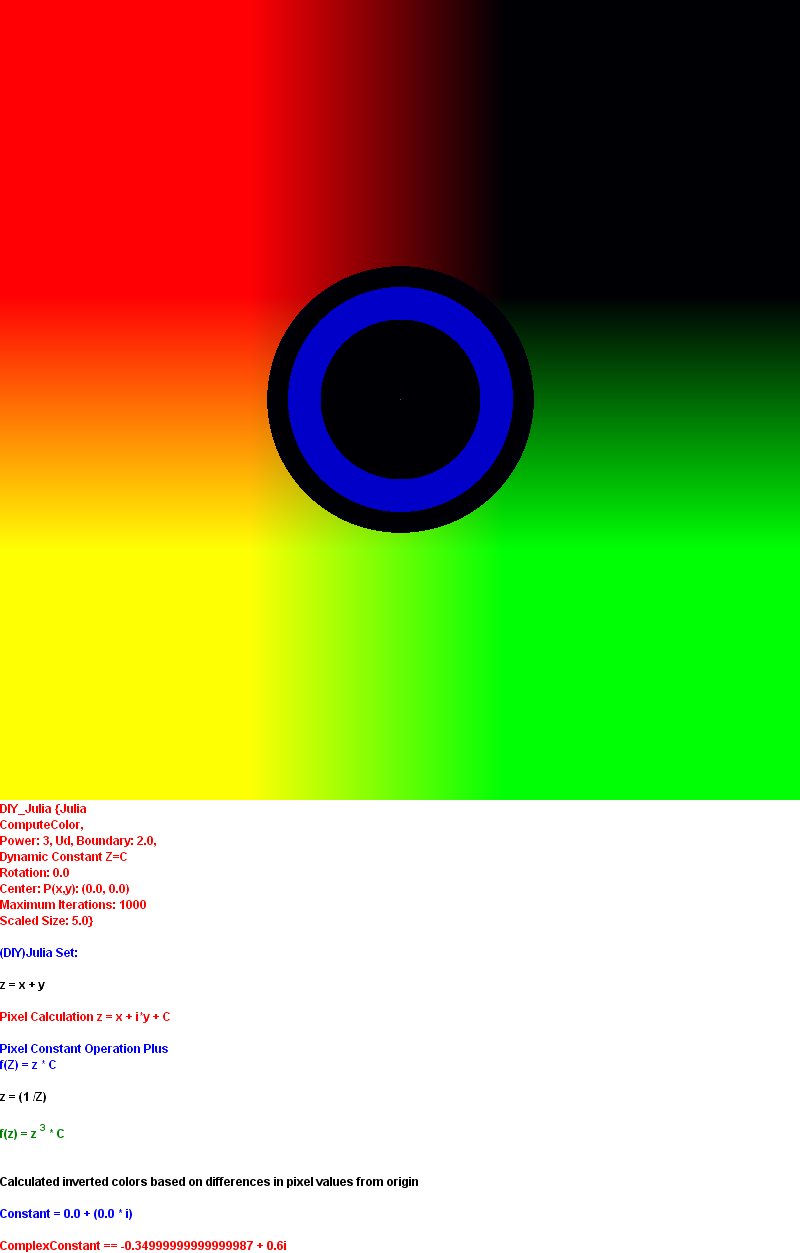 DIY_Julia {Julia
ComputeColor,
Power: 3, Ud, Boundary: 2.0,
Dynamic Constant Z=C
Rotation: 0.0
Center: P(x,y): (0.0, 0.0)
Maximum Iterations: 1000
Scaled Size: 5.0}
(DIY)Julia Set:
z = x + y
Pixel Calculation z = x + i*y + C
Pixel Constant Operation Plus
f(Z) = z * C
z = (1 /Z)
f(z) = z ³ * C
Calculated inverted colors based on differences in pixel values from origin
Constant = 0.0 + (0.0 * i)
ComplexConstant == -0.34999999999999987 + 0.6i